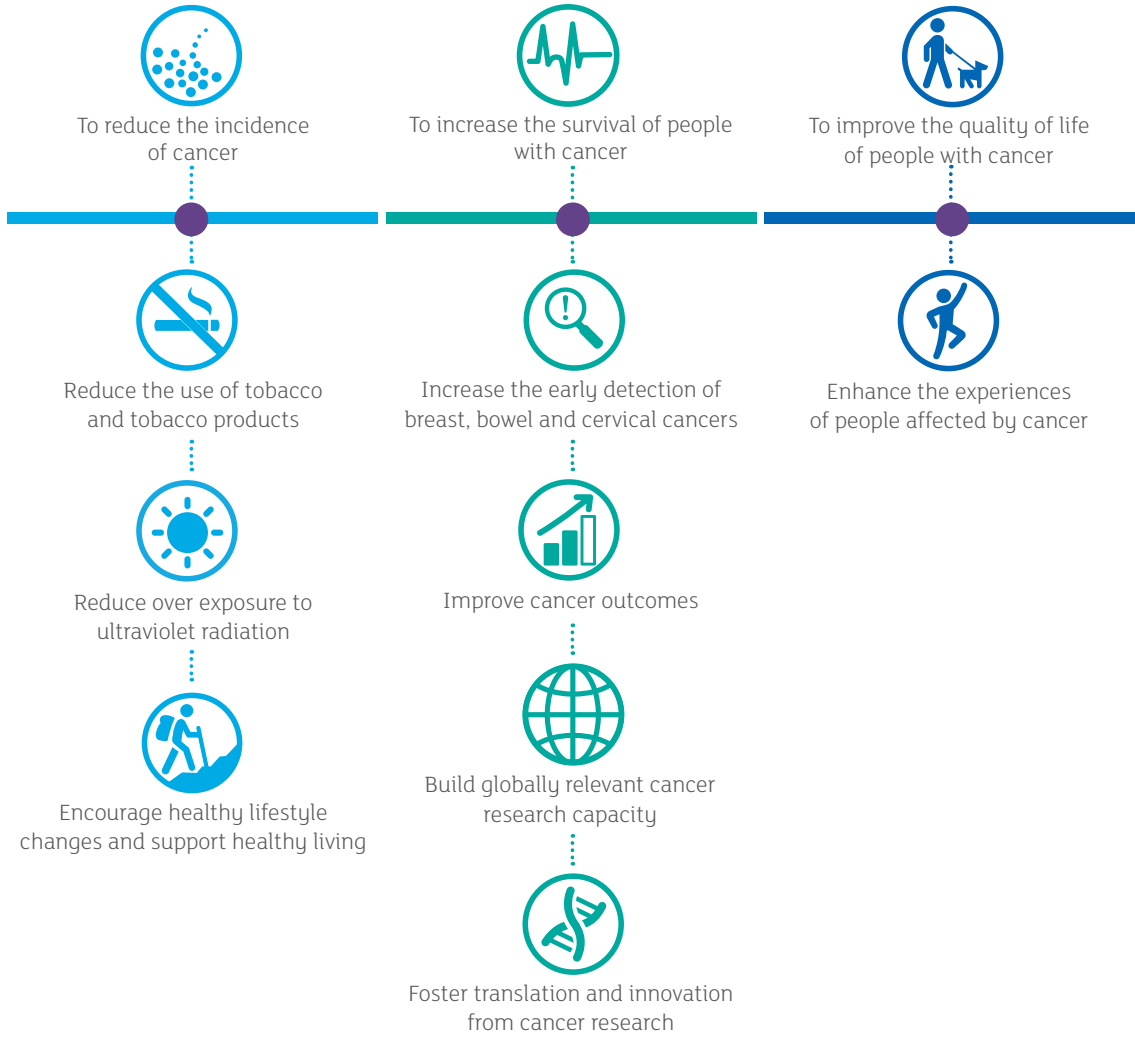 To reduce the incidence
of cancer
To increase the survival of people
with cancer
To improve the quality of life
of people with cancer
Reduce the use of tobacco
and tobacco products
Reduce over exposure to
ultraviolet radiation
Encourage healthy lifestyle
changes and support healthy living
Increase the early detection of
breast, bowel and cervical cancers
Improve cancer outcomes
Build globally relevant cancer
research capacity
Foster translation and innovation
from cancer research
Enhance the experiences
of people affected by cancer